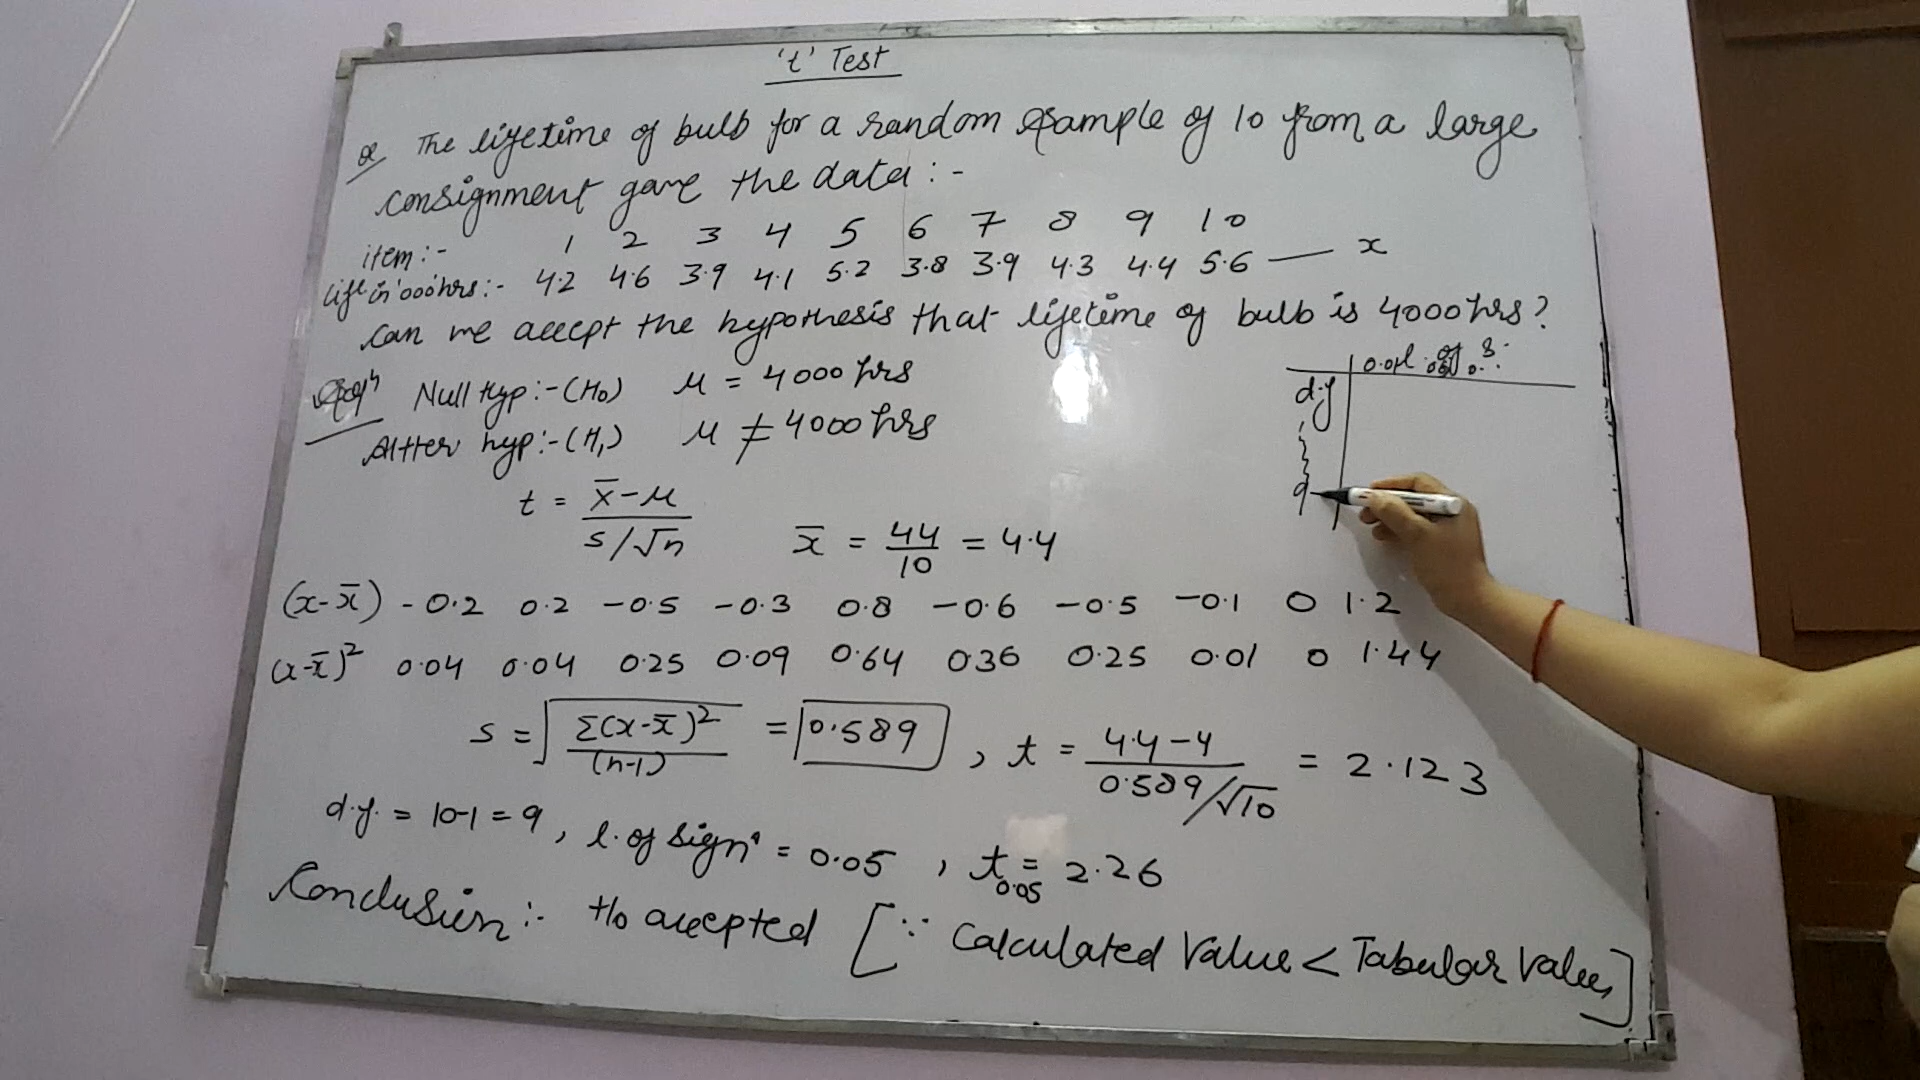 't' Test
Q The lifetime of bulb for a random sample of 10 from a large
consignment gave the data :-
item :- 1 2 3 4 5 6 7 8 9 10
Life in '000 hrs :- 4.2 4.6 3.9 4.1 5.2 3.8 3.9 4.3 4.4 5.6 — x
Can we accept the hypothesis that lifetime of bulb is 4000 hrs?
Solⁿ Null Hyp :- (H₀) μ = 4000 hrs
Alter hyp :- (H₁) μ ≠ 4000 hrs
d.f
9
t = x̄ - μ / s/√n
x̄ = 44/10 = 4.4
(x-x̄) -0.2 0.2 -0.5 -0.3 0.8 -0.6 -0.5 -0.1 0 1.2
(x-x̄)² 0.04 0.04 0.25 0.09 0.64 0.36 0.25 0.01 0 1.44
s = √Σ(x-x̄)²/(n-1) = 0.589 , t = 4.4-4 / 0.589/√10 = 2.123
d.f. = 10-1 = 9 , l. of signⁿ = 0.05 , t₀.₀₅ = 2.26
Conclusion :- H₀ accepted [∵ Calculated Value < Tabular Value]